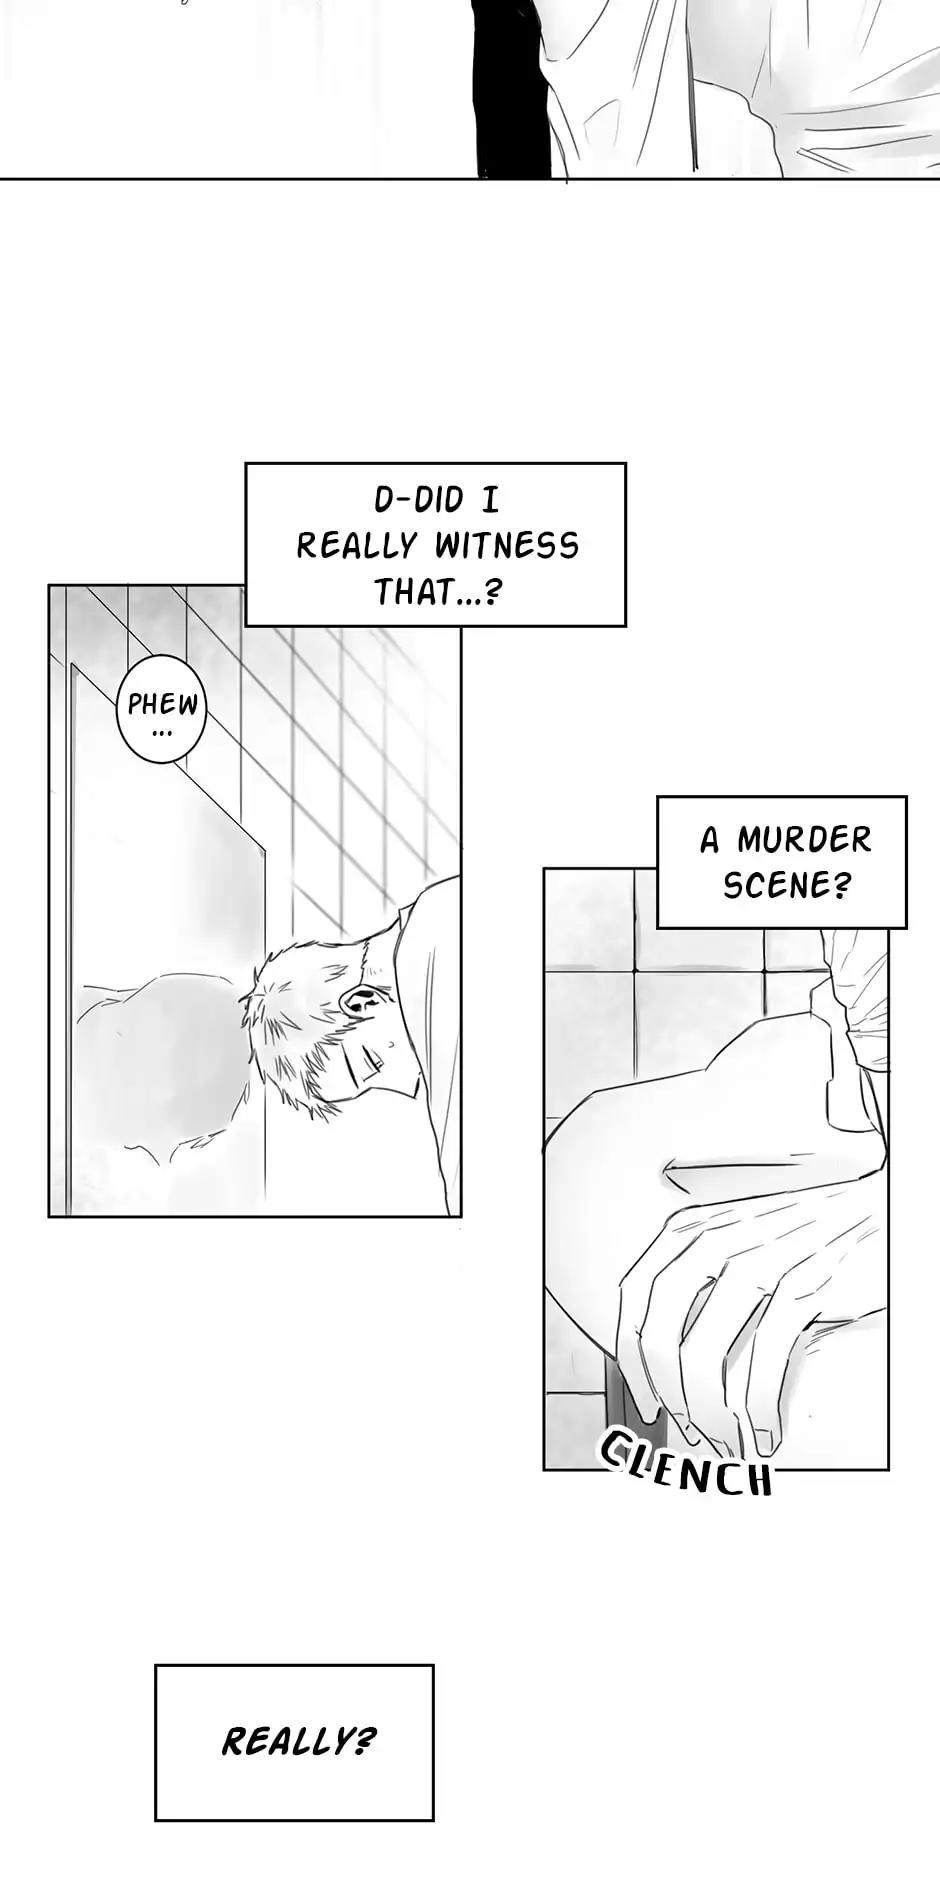 D-DID I
REALLY WITNESS
THAT...?
PHEW
...
A MURDER
SCENE?
CLENCH
REALLY?